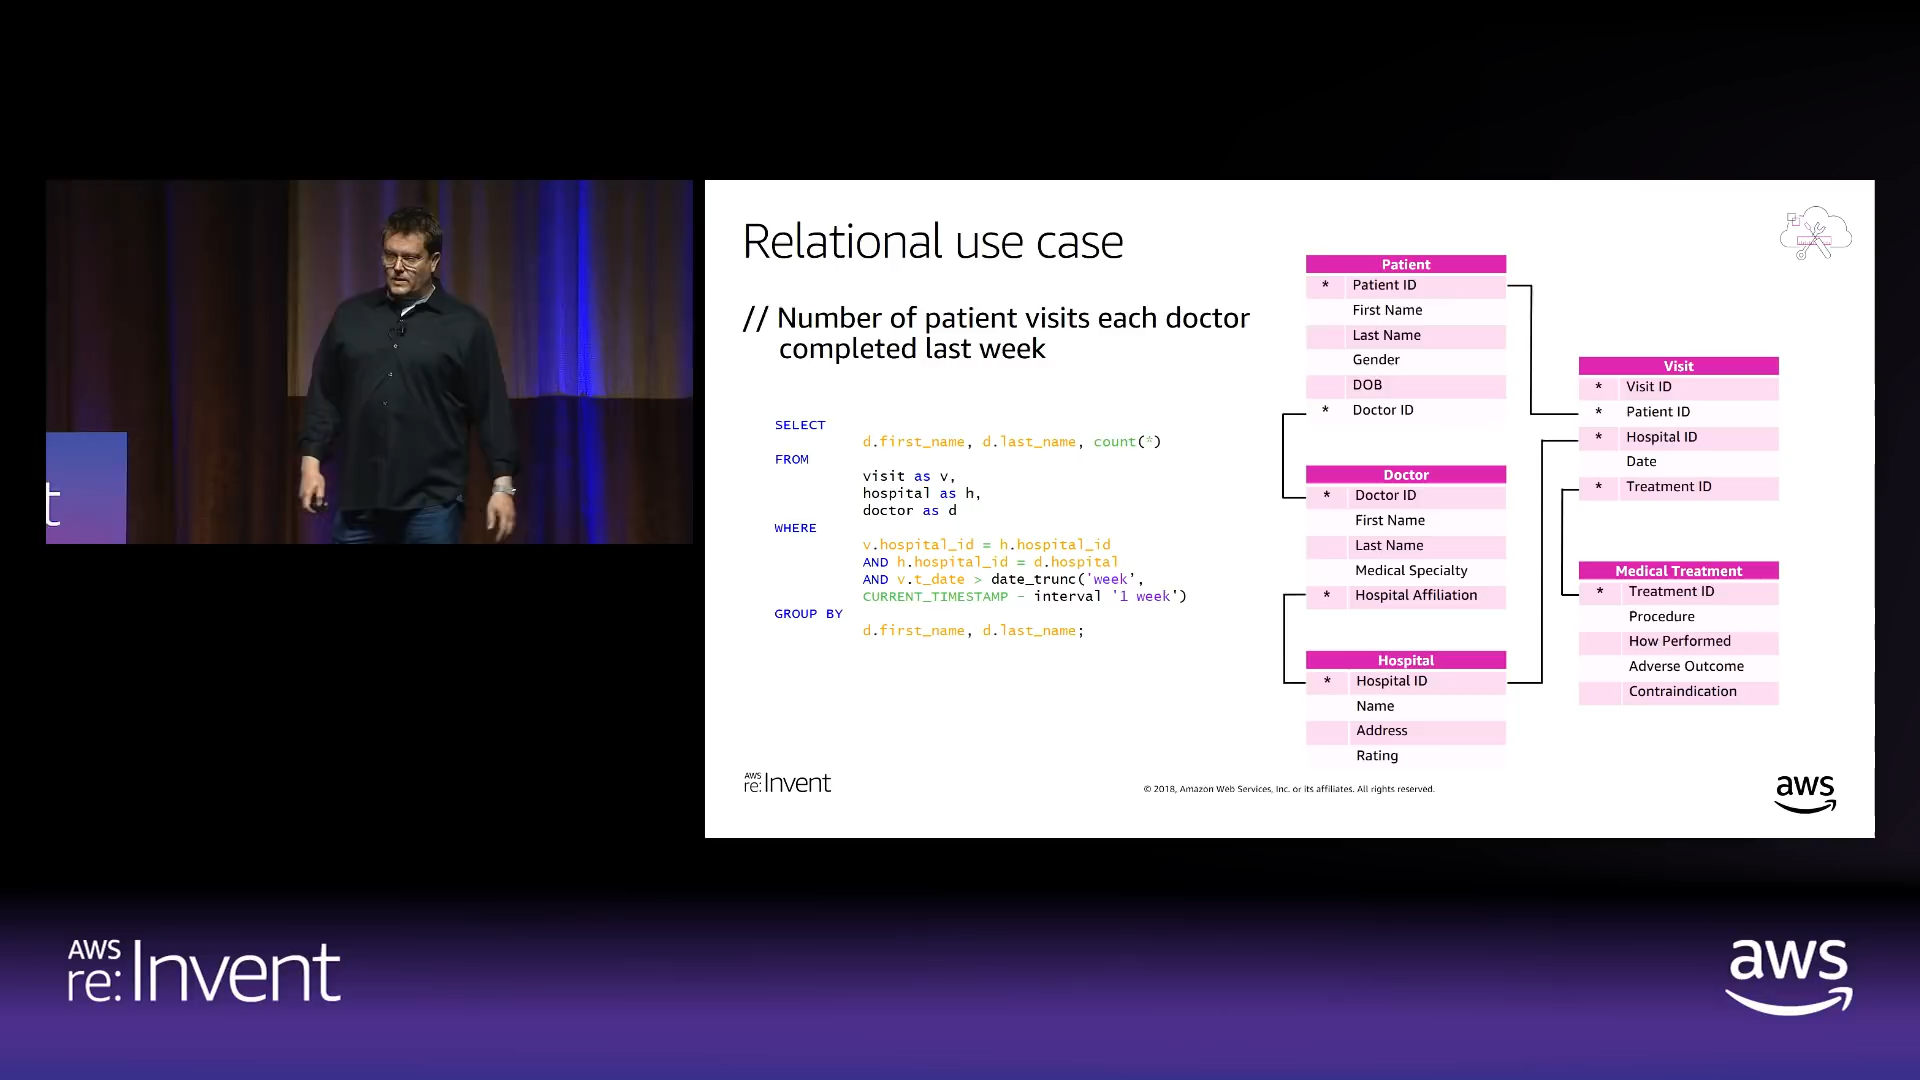 t
Relational use case
// Number of patient visits each doctor
completed last week
SELECT
d.first_name, d.last_name, count(*)
FROM
visit as v,
hospital as h,
doctor as d
WHERE
v.hospital_id = h.hospital_id
AND h.hospital_id = d.hospital
AND v.t_date > date_trunc('week',
CURRENT_TIMESTAMP - interval '1 week')
GROUP BY
d.first_name, d.last_name;
Patient
* Patient ID
First Name
Last Name
Gender
DOB
* Doctor ID
Doctor
* Doctor ID
First Name
Last Name
Medical Specialty
* Hospital Affiliation
Hospital
* Hospital ID
Name
Address
Rating
Visit
* Visit ID
* Patient ID
* Hospital ID
Date
* Treatment ID
Medical Treatment
* Treatment ID
Procedure
How Performed
Adverse Outcome
Contraindication
AWS
re:Invent
© 2018, Amazon Web Services, Inc. or its affiliates. All rights reserved.
aws
AWS
re:Invent
aws